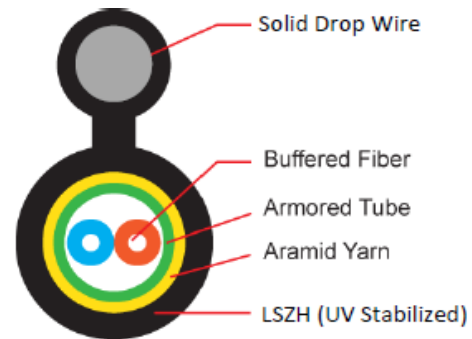 Solid Drop Wire
Buffered Fiber
Armored Tube
Aramid Yarn
LSZH (UV Stabilized)